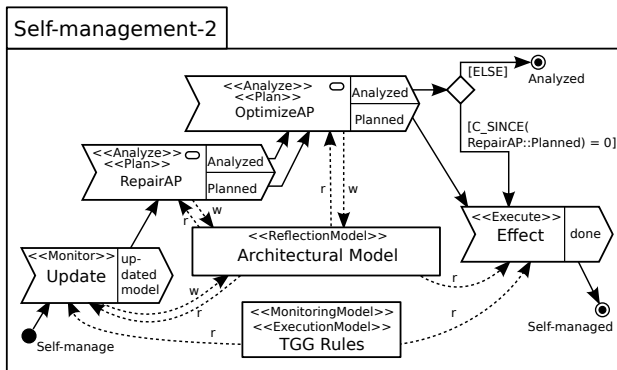 Self-management-2
<<Analyze>>
<<Plan>>
OptimizeAP
Analyzed
Planned
[ELSE]
Analyzed
[C_SINCE(
RepairAP::Planned) = 0]
<<Analyze>>
<<Plan>>
RepairAP
Analyzed
Planned
r
w
w
r
<<ReflectionModel>>
Architectural Model
<<Execute>>
Effect
done
<<Monitor>>
Update
up-
dated
model
w
r
r
<<MonitoringModel>>
<<ExecutionModel>>
TGG Rules
r
r
Self-manage
Self-managed